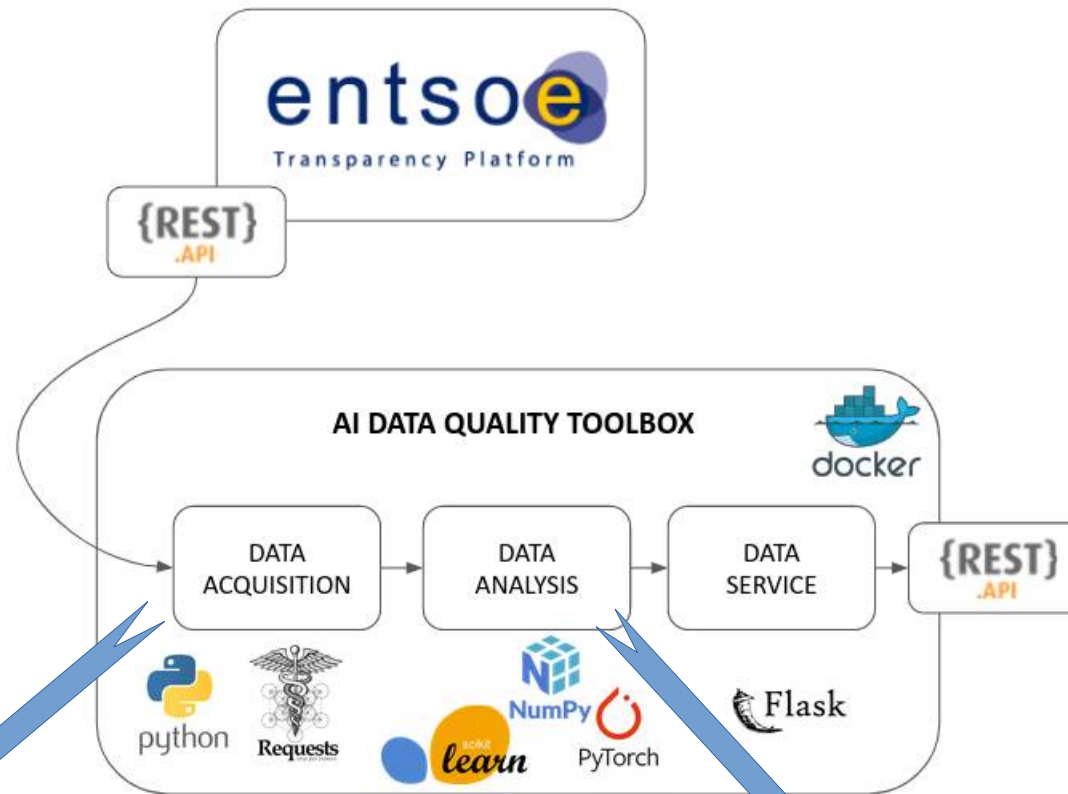 entsoe
Transparency Platform
{REST}
.API
AI DATA QUALITY TOOLBOX
docker
DATA
ACQUISITION
DATA
ANALYSIS
DATA
SERVICE
{REST}
.API
python
Requests
scikit
learn
NumPy
PyTorch
Flask